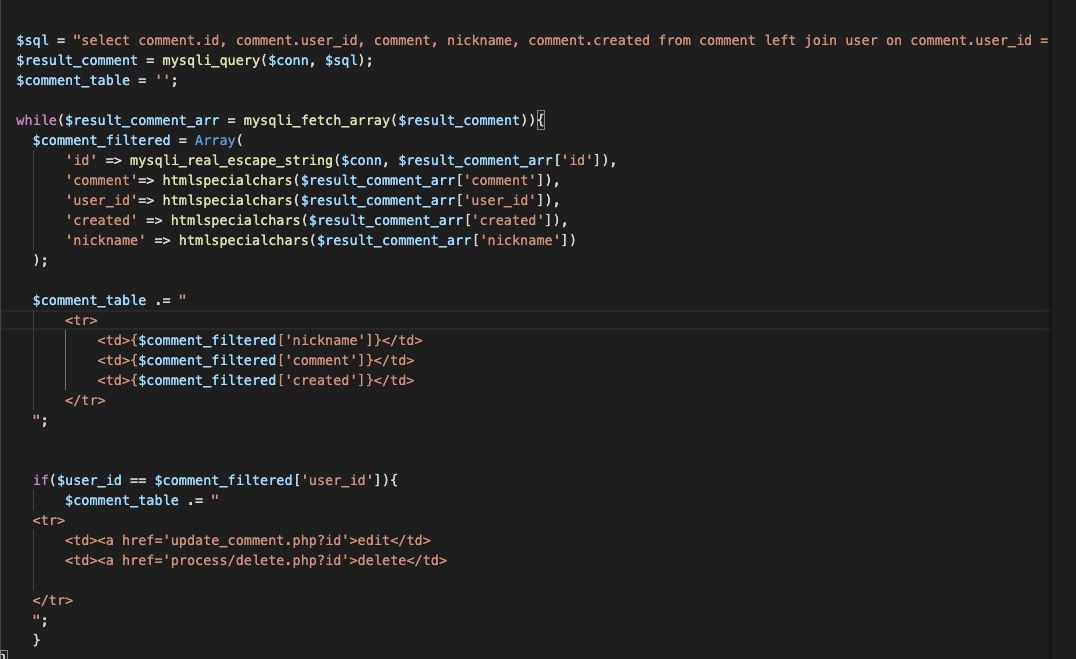 $sql = "select comment.id, comment.user_id, comment, nickname, comment.created from comment left join user on comment.user_id =
$result_comment = mysqli_query($conn, $sql);
$comment_table = '';
while($result_comment_arr = mysqli_fetch_array($result_comment)){
$comment_filtered = Array(
'id' => mysqli_real_escape_string($conn, $result_comment_arr['id']),
'comment'=> htmlspecialchars($result_comment_arr['comment']),
'user_id'=> htmlspecialchars($result_comment_arr['user_id']),
'created' => htmlspecialchars($result_comment_arr['created']),
'nickname' => htmlspecialchars($result_comment_arr['nickname'])
);
$comment_table .= "
<tr>
<td>{$comment_filtered['nickname']}</td>
<td>{$comment_filtered['comment']}</td>
<td>{$comment_filtered['created']}</td>
</tr>
";
if($user_id == $comment_filtered['user_id']){
$comment_table .= "
<tr>
<td><a href='update_comment.php?id'>edit</td>
<td><a href='process/delete.php?id'>delete</td>
</tr>
";
}
}